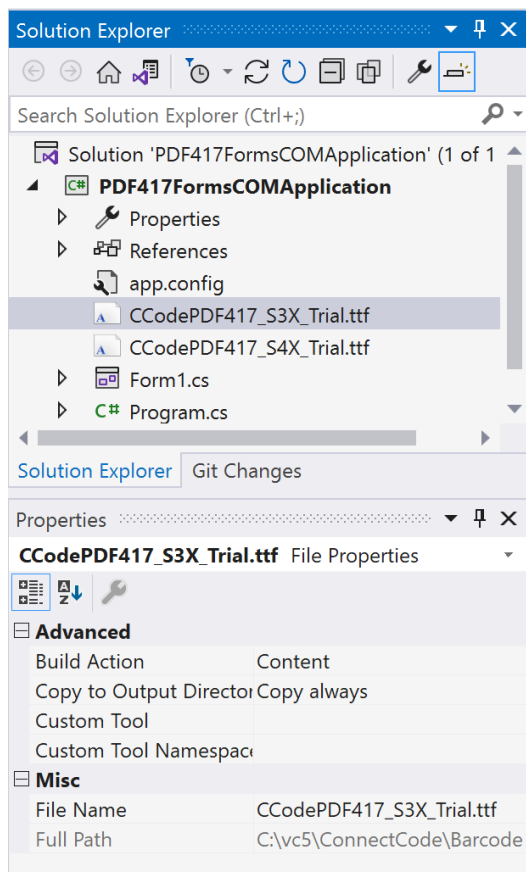 Solution Explorer
Search Solution Explorer (Ctrl+;)
Solution 'PDF417FormsCOMApplication' (1 of 1
C# PDF417FormsCOMApplication
Properties
References
app.config
A CCodePDF417_S3X_Trial.ttf
A CCodePDF417_S4X_Trial.ttf
Form1.cs
C# Program.cs
Solution Explorer Git Changes
Properties
CCodePDF417_S3X_Trial.ttf File Properties
Advanced
Build Action Content
Copy to Output Director Copy always
Custom Tool
Custom Tool Namespace
Misc
File Name CCodePDF417_S3X_Trial.ttf
Full Path C:\vc5\ConnectCode\Barcode